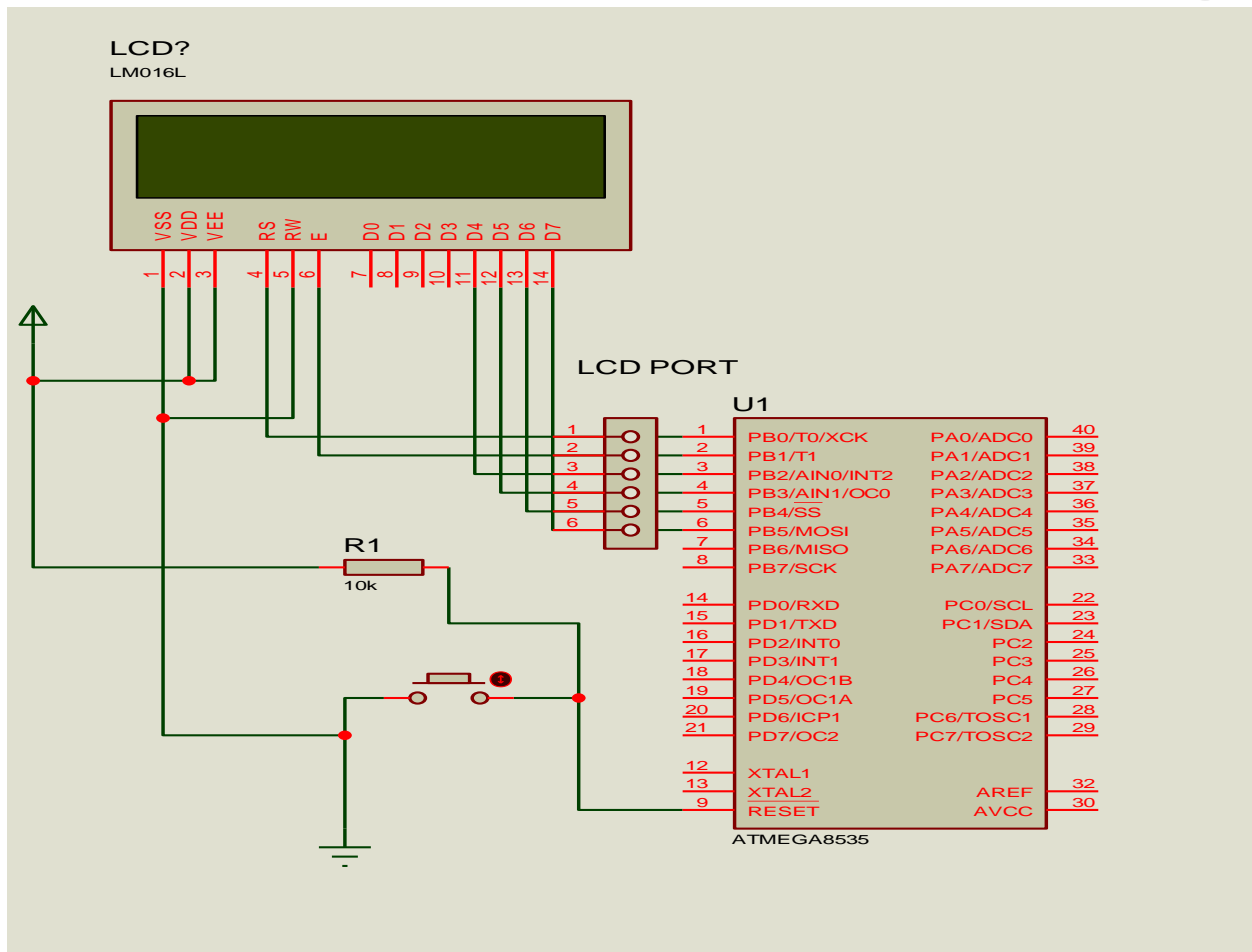 LCD?
LM016L
VSS VDD VEE RS RW E D0 D1 D2 D3 D4 D5 D6 D7
1 2 3 4 5 6 7 8 9 10 11 12 13 14
LCD PORT
U1
1 1 PB0/T0/XCK PA0/ADC0 40
2 2 PB1/T1 PA1/ADC1 39
3 3 PB2/AIN0/INT2 PA2/ADC2 38
4 4 PB3/AIN1/OC0 PA3/ADC3 37
5 5 PB4/SS PA4/ADC4 36
6 6 PB5/MOSI PA5/ADC5 35
7 PB6/MISO PA6/ADC6 34
8 PB7/SCK PA7/ADC7 33
R1
10k
14 PD0/RXD PC0/SCL 22
15 PD1/TXD PC1/SDA 23
16 PD2/INT0 PC2 24
17 PD3/INT1 PC3 25
18 PD4/OC1B PC4 26
19 PD5/OC1A PC5 27
20 PD6/ICP1 PC6/TOSC1 28
21 PD7/OC2 PC7/TOSC2 29
12 XTAL1
13 XTAL2 AREF 32
9 RESET AVCC 30
ATMEGA8535